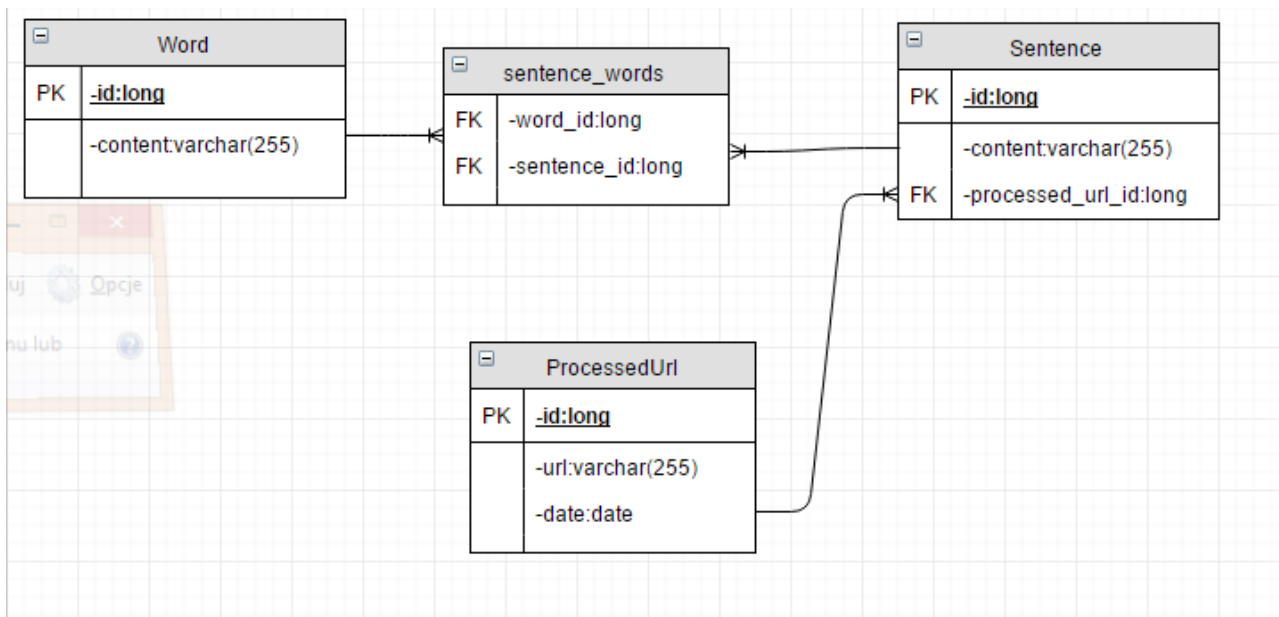 Word
PK -id:long
-content:varchar(255)
sentence_words
FK -word_id:long
FK -sentence_id:long
Sentence
PK -id:long
-content:varchar(255)
FK -processed_url_id:long
uj Opcje
nu lub
ProcessedUrl
PK -id:long
-url:varchar(255)
-date:date